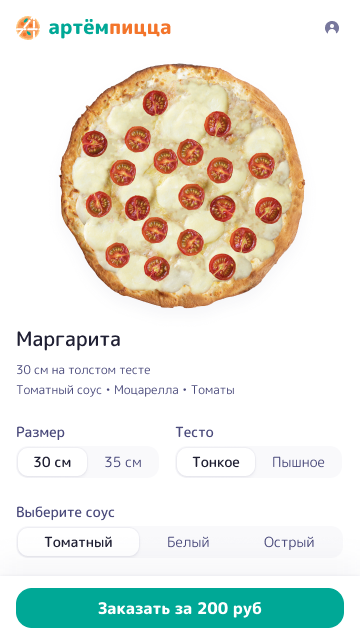 артёмпицца
Маргарита
30 см на толстом тесте
Томатный соус • Моцарелла • Томаты
Размер Тесто
30 см 35 см Тонкое Пышное
Выберите соус
Томатный Белый Острый
Заказать за 200 руб